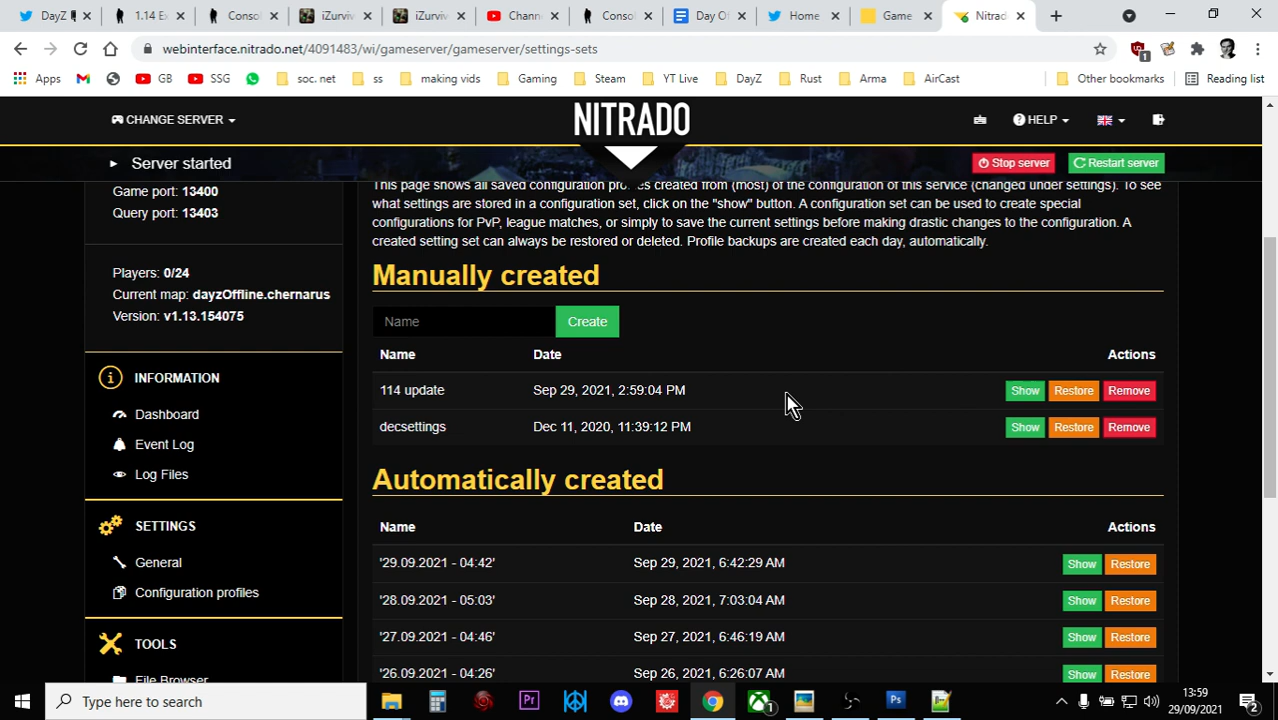 DayZ
1.14 E
Consol
iZurviv
iZurviv
Chann
Consol
Day Of
Home
Game
Nitrad
webinterface.nitrado.net/4091483/wi/gameserver/gameserver/settings-sets
1
Apps
GB
SSG
soc. net
ss
making vids
Gaming
Steam
YT Live
DayZ
Rust
Arma
AirCast
Other bookmarks
Reading list
CHANGE SERVER
NITRADO
HELP
Server started
Stop server
Restart server
Game port: 13400
Query port: 13403
Players: 0/24
Current map: dayzOffline.chernarus
Version: v1.13.154075
INFORMATION
Dashboard
Event Log
Log Files
SETTINGS
General
Configuration profiles
TOOLS
File Browser
This page shows all saved configuration profiles created from (most) of the configuration of this service (changed under settings). To see
what settings are stored in a configuration set, click on the "show" button. A configuration set can be used to create special
configurations for PvP, league matches, or simply to save the current settings before making drastic changes to the configuration. A
created setting set can always be restored or deleted. Profile backups are created each day, automatically.
Manually created
Name Create
Name Date Actions
114 update Sep 29, 2021, 2:59:04 PM Show Restore Remove
decsettings Dec 11, 2020, 11:39:12 PM Show Restore Remove
Automatically created
Name Date Actions
'29.09.2021 - 04:42' Sep 29, 2021, 6:42:29 AM Show Restore
'28.09.2021 - 05:03' Sep 28, 2021, 7:03:04 AM Show Restore
'27.09.2021 - 04:46' Sep 27, 2021, 6:46:19 AM Show Restore
'26.09.2021 - 04:26' Sep 26, 2021, 6:26:07 AM Show Restore
Type here to search
Pr
1
Ps
13:59
29/09/2021
2